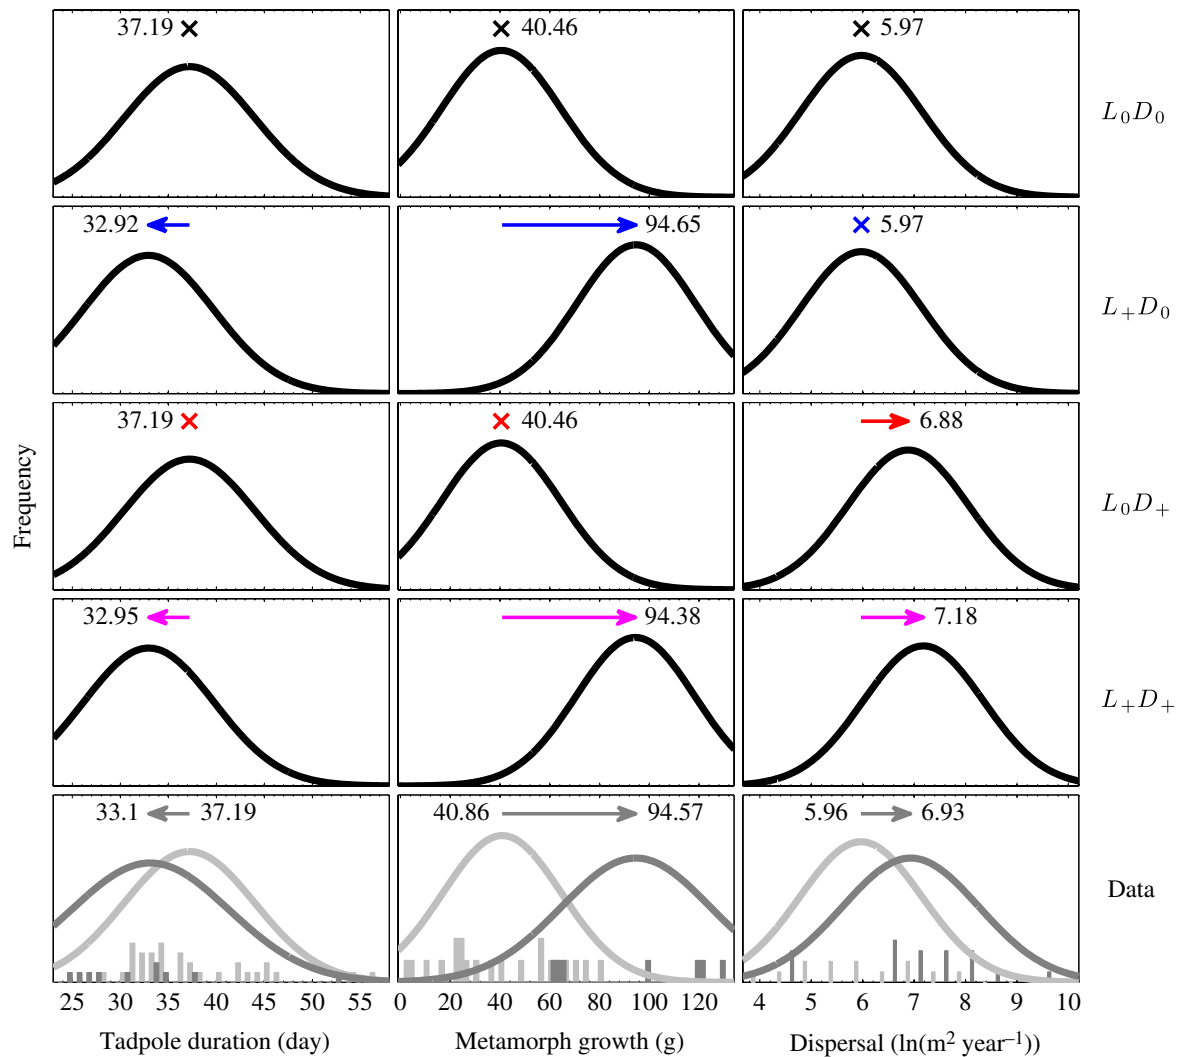 37.19 40.46 5.97 L₀D₀
32.92 94.65 5.97 L₊D₀
37.19 40.46 6.88 L₀D₊
32.95 94.38 7.18 L₊D₊
33.1 37.19 40.86 94.57 5.96 6.93 Data
Frequency
25 30 35 40 45 50 55 0 20 40 60 80 100 120 4 5 6 7 8 9 10
Tadpole duration (day) Metamorph growth (g) Dispersal (ln(m² year⁻¹))